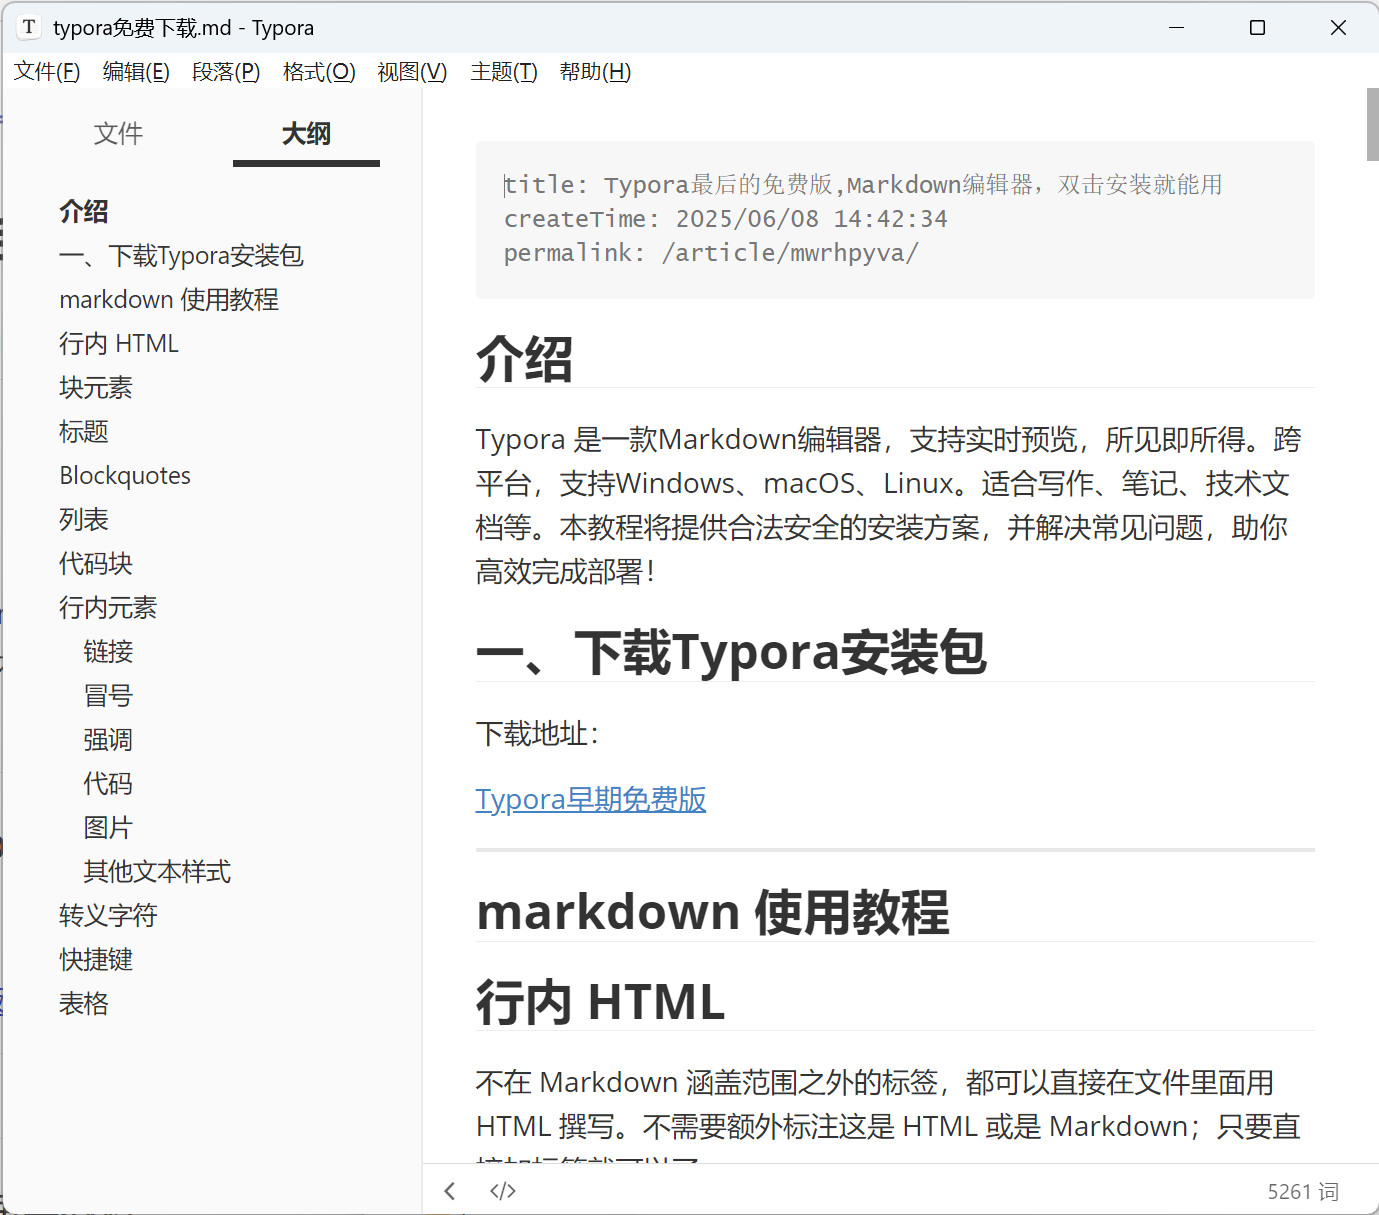 typora免费下载.md - Typora
文件(F) 编辑(E) 段落(P) 格式(O) 视图(V) 主题(T) 帮助(H)
文件 大纲
介绍
一、下载Typora安装包
markdown 使用教程
行内 HTML
块元素
标题
Blockquotes
列表
代码块
行内元素
链接
冒号
强调
代码
图片
其他文本样式
转义字符
快捷键
表格
title: Typora最后的免费版,Markdown编辑器，双击安装就能用
createTime: 2025/06/08 14:42:34
permalink: /article/mwrhpyva/
介绍
Typora 是一款Markdown编辑器，支持实时预览，所见即所得。跨
平台，支持Windows、macOS、Linux。适合写作、笔记、技术文
档等。本教程将提供合法安全的安装方案，并解决常见问题，助你
高效完成部署！
一、下载Typora安装包
下载地址：
Typora早期免费版
markdown 使用教程
行内 HTML
不在 Markdown 涵盖范围之外的标签，都可以直接在文件里面用
HTML 撰写。不需要额外标注这是 HTML 或是 Markdown；只要直
5261 词